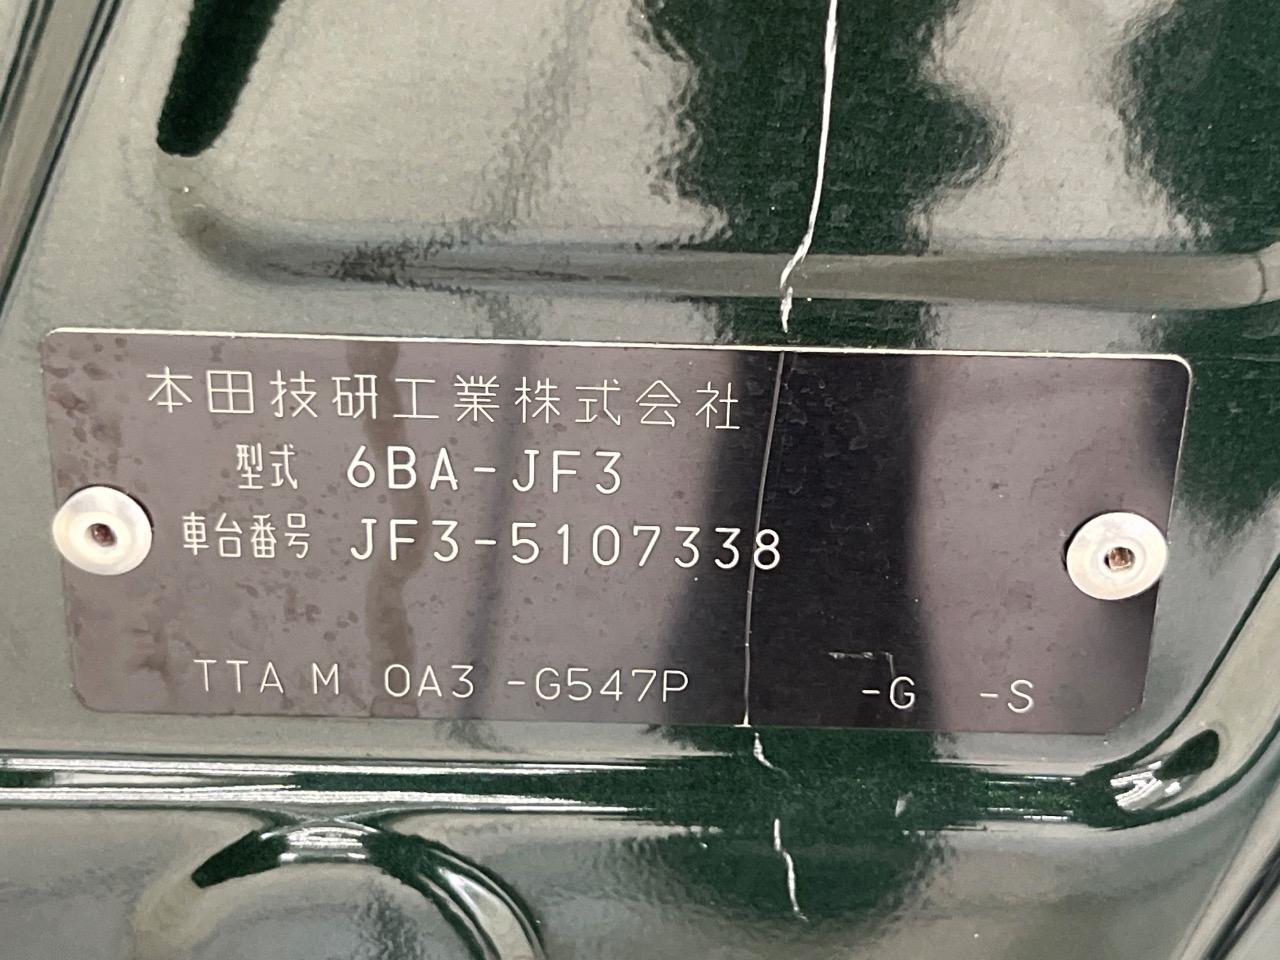 本田技研工業株式会社
型式 6BA-JF3
車台番号 JF3-5107338
TTA M 0A3 -G547P -G -S